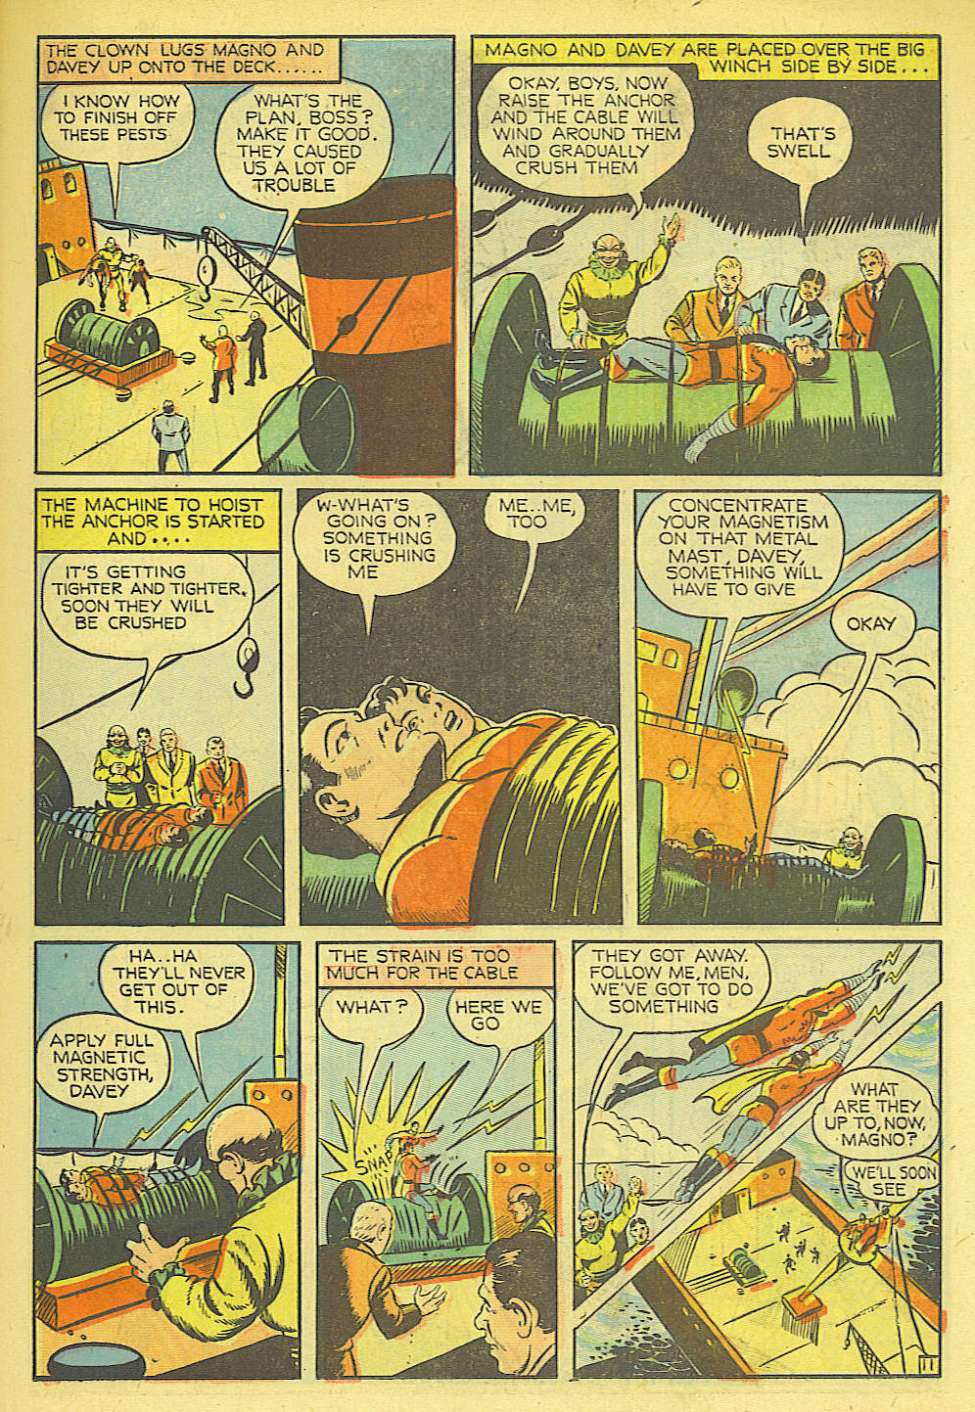 THE CLOWN LUGS MAGNO AND
DAVEY UP ONTO THE DECK......
I KNOW HOW
TO FINISH OFF
THESE PESTS
WHAT'S THE
PLAN, BOSS?
MAKE IT GOOD.
THEY CAUSED
US A LOT OF
TROUBLE
MAGNO AND DAVEY ARE PLACED OVER THE BIG
WINCH SIDE BY SIDE...
OKAY, BOYS, NOW
RAISE THE ANCHOR
AND THE CABLE WILL
WIND AROUND THEM
AND GRADUALLY
CRUSH THEM
THAT'S
SWELL
THE MACHINE TO HOIST
THE ANCHOR IS STARTED
AND....
IT'S GETTING
TIGHTER AND TIGHTER.
SOON THEY WILL
BE CRUSHED
W-WHAT'S
GOING ON?
SOMETHING
IS CRUSHING
ME
ME..ME,
TOO
CONCENTRATE
YOUR MAGNETISM
ON THAT METAL
MAST, DAVEY,
SOMETHING WILL
HAVE TO GIVE
OKAY
HA..HA
THEY'LL NEVER
GET OUT OF
THIS.
APPLY FULL
MAGNETIC
STRENGTH,
DAVEY
THE STRAIN IS TOO
MUCH FOR THE CABLE
WHAT?
HERE WE
GO
SNAP
THEY GOT AWAY.
FOLLOW ME, MEN,
WE'VE GOT TO DO
SOMETHING
WHAT
ARE THEY
UP TO, NOW,
MAGNO?
WE'LL SOON
SEE
11